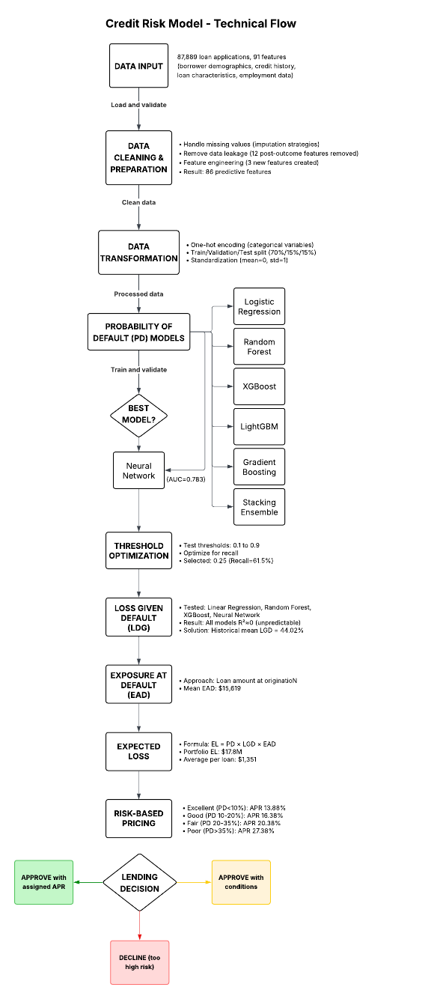 Credit Risk Model - Technical Flow
DATA INPUT
87,889 loan applications, 91 features
(borrower demographics, credit history,
loan characteristics, employment data)
Load and validate
DATA
CLEANING &
PREPARATION
• Handle missing values (imputation strategies)
• Remove data leakage (12 post-outcome features removed)
• Feature engineering (3 new features created)
• Result: 86 predictive features
Clean data
DATA
TRANSFORMATION
• One-hot encoding (categorical variables)
• Train/Validation/Test split (70%/15%/15%)
• Standardization (mean=0, std=1)
Processed data
PROBABILITY OF
DEFAULT (PD) MODELS
Logistic
Regression
Random
Forest
XGBoost
LightGBM
Gradient
Boosting
Stacking
Ensemble
Train and validate
BEST
MODEL?
Neural
Network
(AUC=0.783)
THRESHOLD
OPTIMIZATION
• Test thresholds: 0.1 to 0.9
• Optimize for recall
• Selected: 0.25 (Recall=61.5%)
LOSS GIVEN
DEFAULT
(LDG)
• Tested: Linear Regression, Random Forest,
XGBoost, Neural Network
• Result: All models R²≈0 (unpredictable)
• Solution: Historical mean LGD = 44.02%
EXPOSURE AT
DEFAULT
(EAD)
• Approach: Loan amount at originatioN
• Mean EAD: $15,619
EXPECTED
LOSS
• Formula: EL = PD × LGD × EAD
• Portfolio EL: $17.8M
• Average per loan: $1,351
RISK-BASED
PRICING
• Excellent (PD<10%): APR 13.88%
• Good (PD 10-20%): APR 16.38%
• Fair (PD 20-35%): APR 20.38%
• Poor (PD>35%): APR 27.38%
LENDING
DECISION
APPROVE with
assigned APR
APPROVE with
conditions
DECLINE (too
high risk)